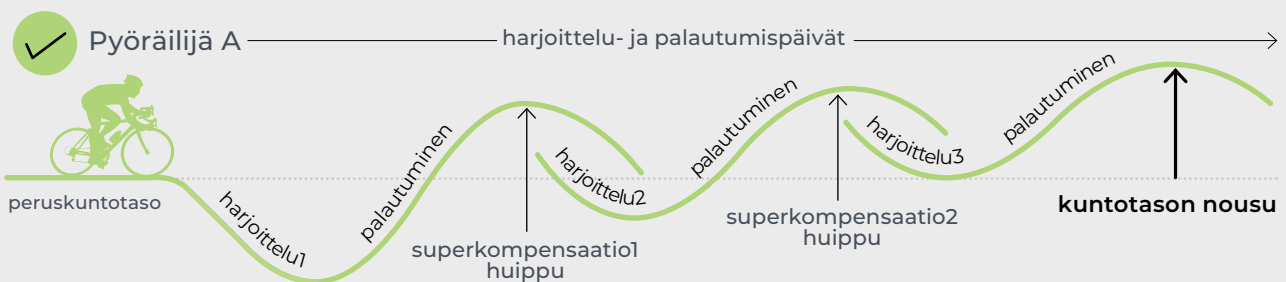 Pyöräilijä A
harjoittelu- ja palautumispäivät
peruskuntotaso
harjoittelu1
palautuminen
superkompensaatio1
huippu
harjoittelu2
palautuminen
superkompensaatio2
huippu
harjoittelu3
palautuminen
kuntotason nousu